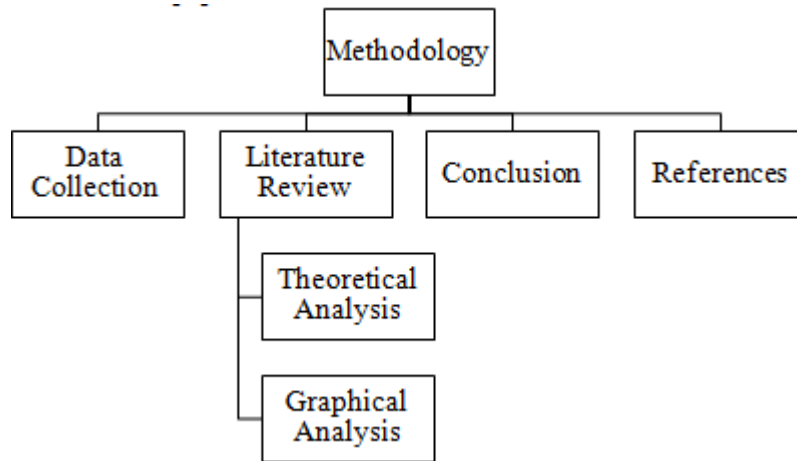 Methodology
Data
Collection
Literature
Review
Conclusion
References
Theoretical
Analysis
Graphical
Analysis